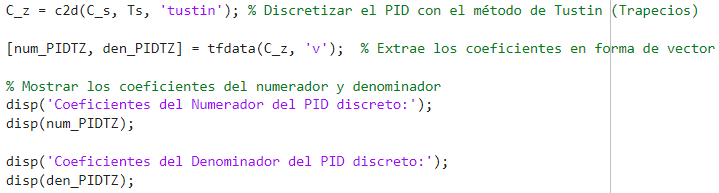 C_z = c2d(C_s, Ts, 'tustin'); % Discretizar el PID con el método de Tustin (Trapecios)
[num_PIDTZ, den_PIDTZ] = tfdata(C_z, 'v');  % Extrae los coeficientes en forma de vector
% Mostrar los coeficientes del numerador y denominador
disp('Coeficientes del Numerador del PID discreto:');
disp(num_PIDTZ);
disp('Coeficientes del Denominador del PID discreto:');
disp(den_PIDTZ);